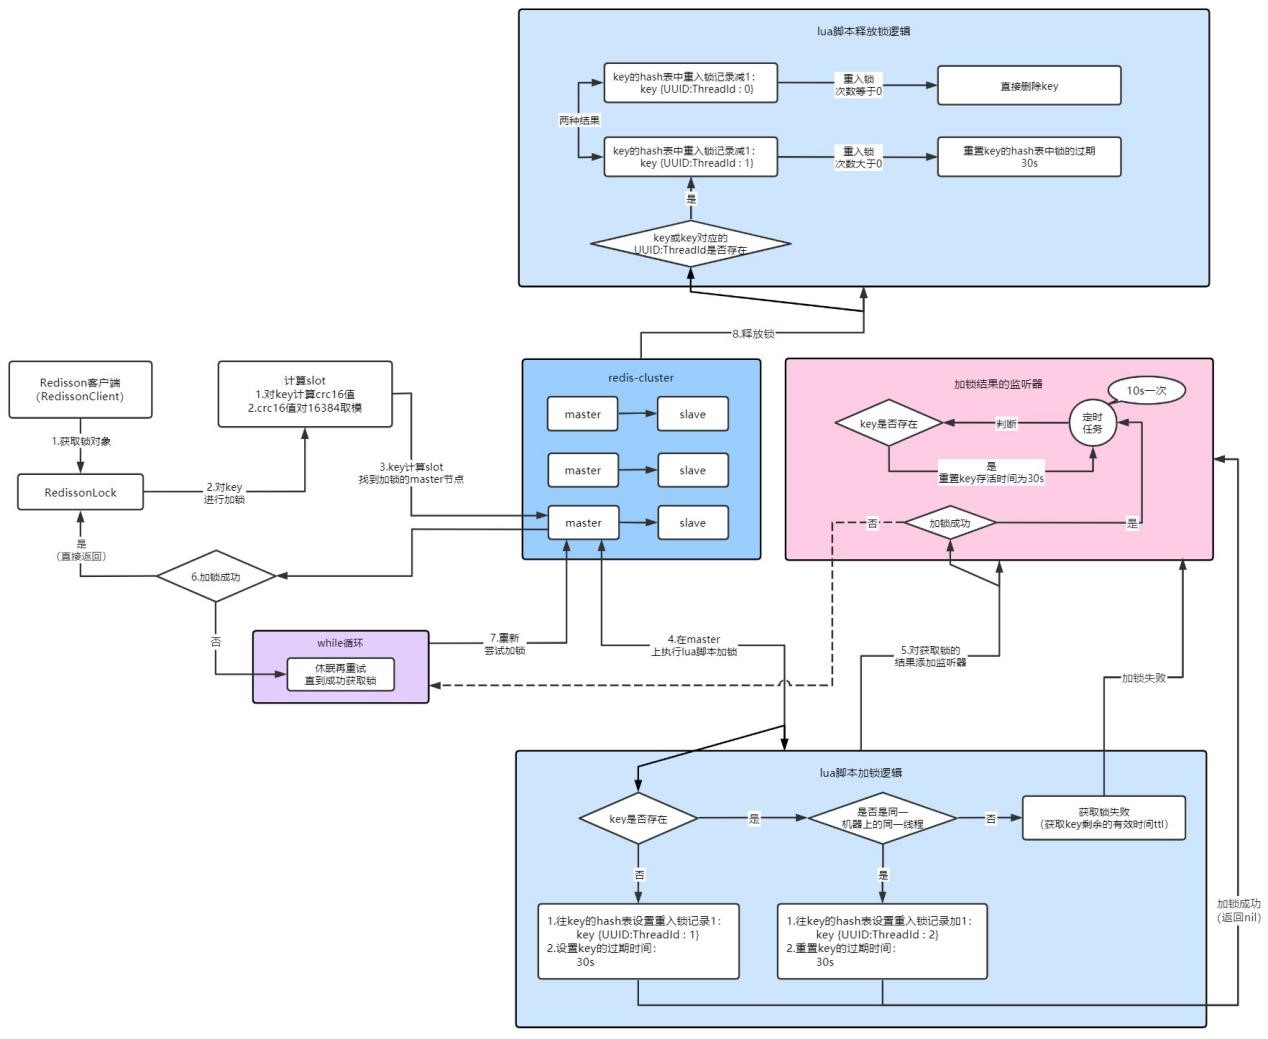 lua脚本释放锁逻辑
key的hash表中重入锁记录减1：
key {UUID:ThreadId : 0}
重入锁
次数等于0
直接删除key
两种结果
key的hash表中重入锁记录减1：
key {UUID:ThreadId : 1}
重入锁
次数大于0
重置key的hash表中锁的过期
30s
是
key或key对应的
UUID:ThreadId是否存在
8.释放锁
Redisson客户端
（RedissonClient）
1.获取锁对象
RedissonLock
2.对key
进行加锁
计算slot
1.对key计算crc16值
2.crc16值对16384取模
3.key计算slot
找到加锁的master节点
redis-cluster
master
slave
master
slave
master
slave
加锁结果的监听器
10s一次
定时
任务
判断
key是否存在
是
重置key存活时间为30s
加锁成功
否
是
是
（直接返回）
6.加锁成功
否
while循环
休眠再重试
直到成功获取锁
7.重新
尝试加锁
4.在master
上执行lua脚本加锁
5.对获取锁的
结果添加监听器
加锁失败
lua脚本加锁逻辑
key是否存在
是
是否是同一
机器上的同一线程
否
获取锁失败
（获取key剩余的有效时间ttl）
否
是
1.往key的hash表设置重入锁记录1：
key {UUID:ThreadId : 1}
2.设置key的过期时间：
30s
1.往key的hash表设置重入锁记录加1：
key {UUID:ThreadId : 2}
2.重置key的过期时间：
30s
加锁成功
（返回nil）